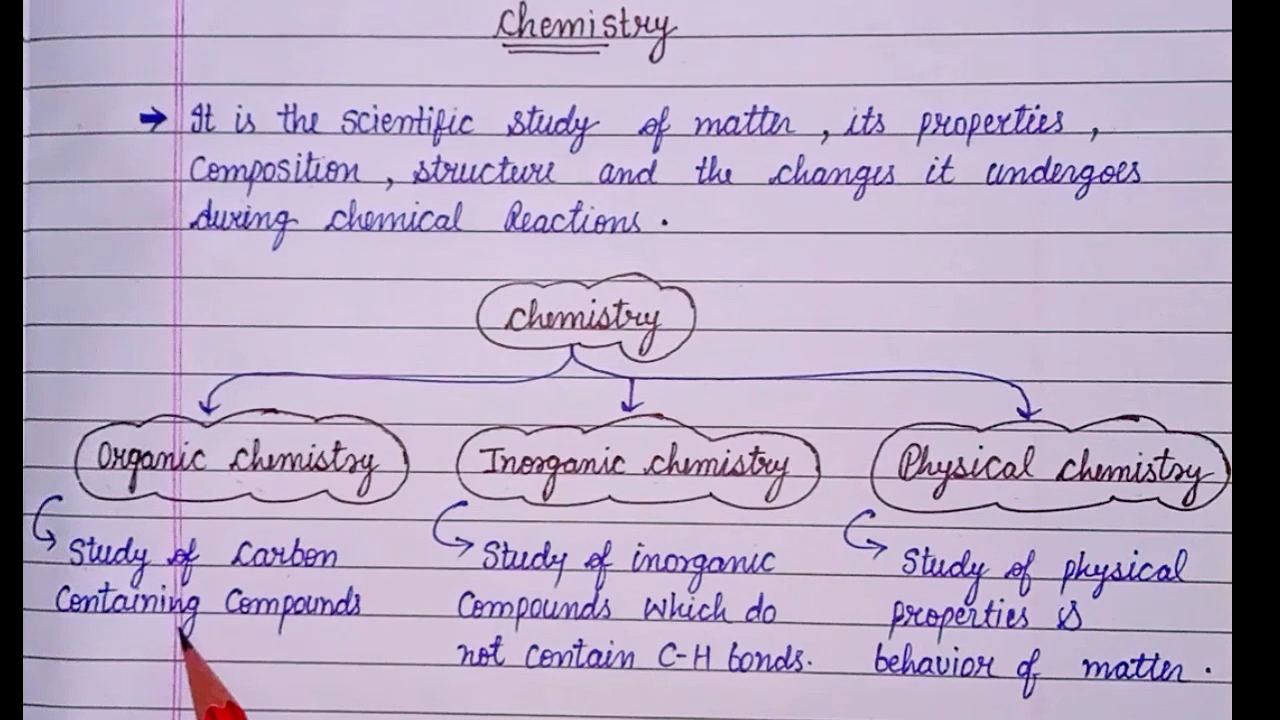 Chemistry
→ It is the scientific study of matter, its properties,
Composition, structure and the changes it undergoes
during chemical Reactions.
Chemistry
Organic chemistry
Inorganic chemistry
Physical chemistry
Study of Carbon
Containing Compounds
Study of inorganic
Compounds which do
not contain C-H bonds.
Study of physical
properties &
behavior of matter.